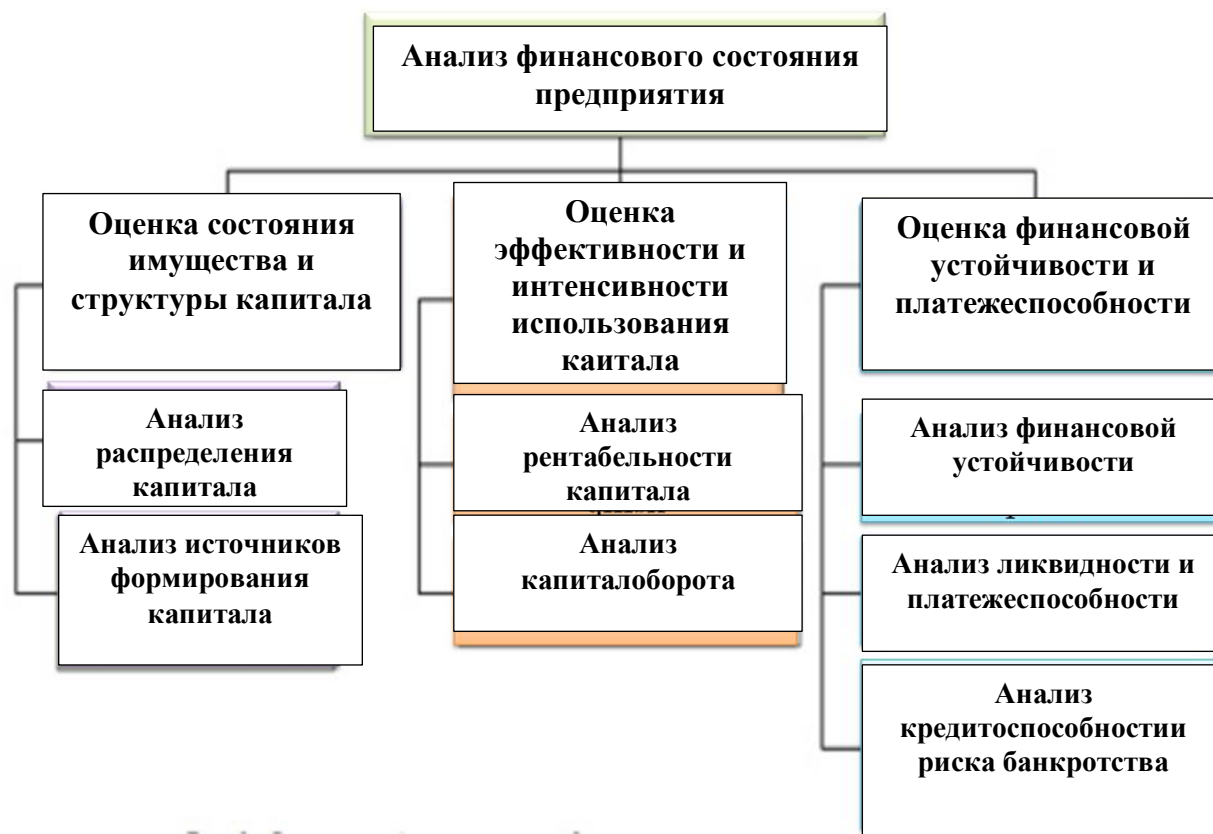 Анализ финансового состояния
предприятия
Оценка состояния
имущества и
структуры капитала
Анализ
распределения
капитала
Анализ источников
формирования
капитала
Оценка
эффективности и
интенсивности
использования
каитала
Анализ
рентабельности
капитала
Анализ
капиталоборота
Оценка финансовой
устойчивости и
платежеспособности
Анализ финансовой
устойчивости
Анализ ликвидности и
платежеспособности
Анализ
кредитоспособностии
риска банкротства